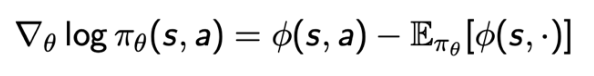 ∇θ log πθ(s, a) = ϕ(s, a) − 𝔼πθ[ϕ(s, ·)]